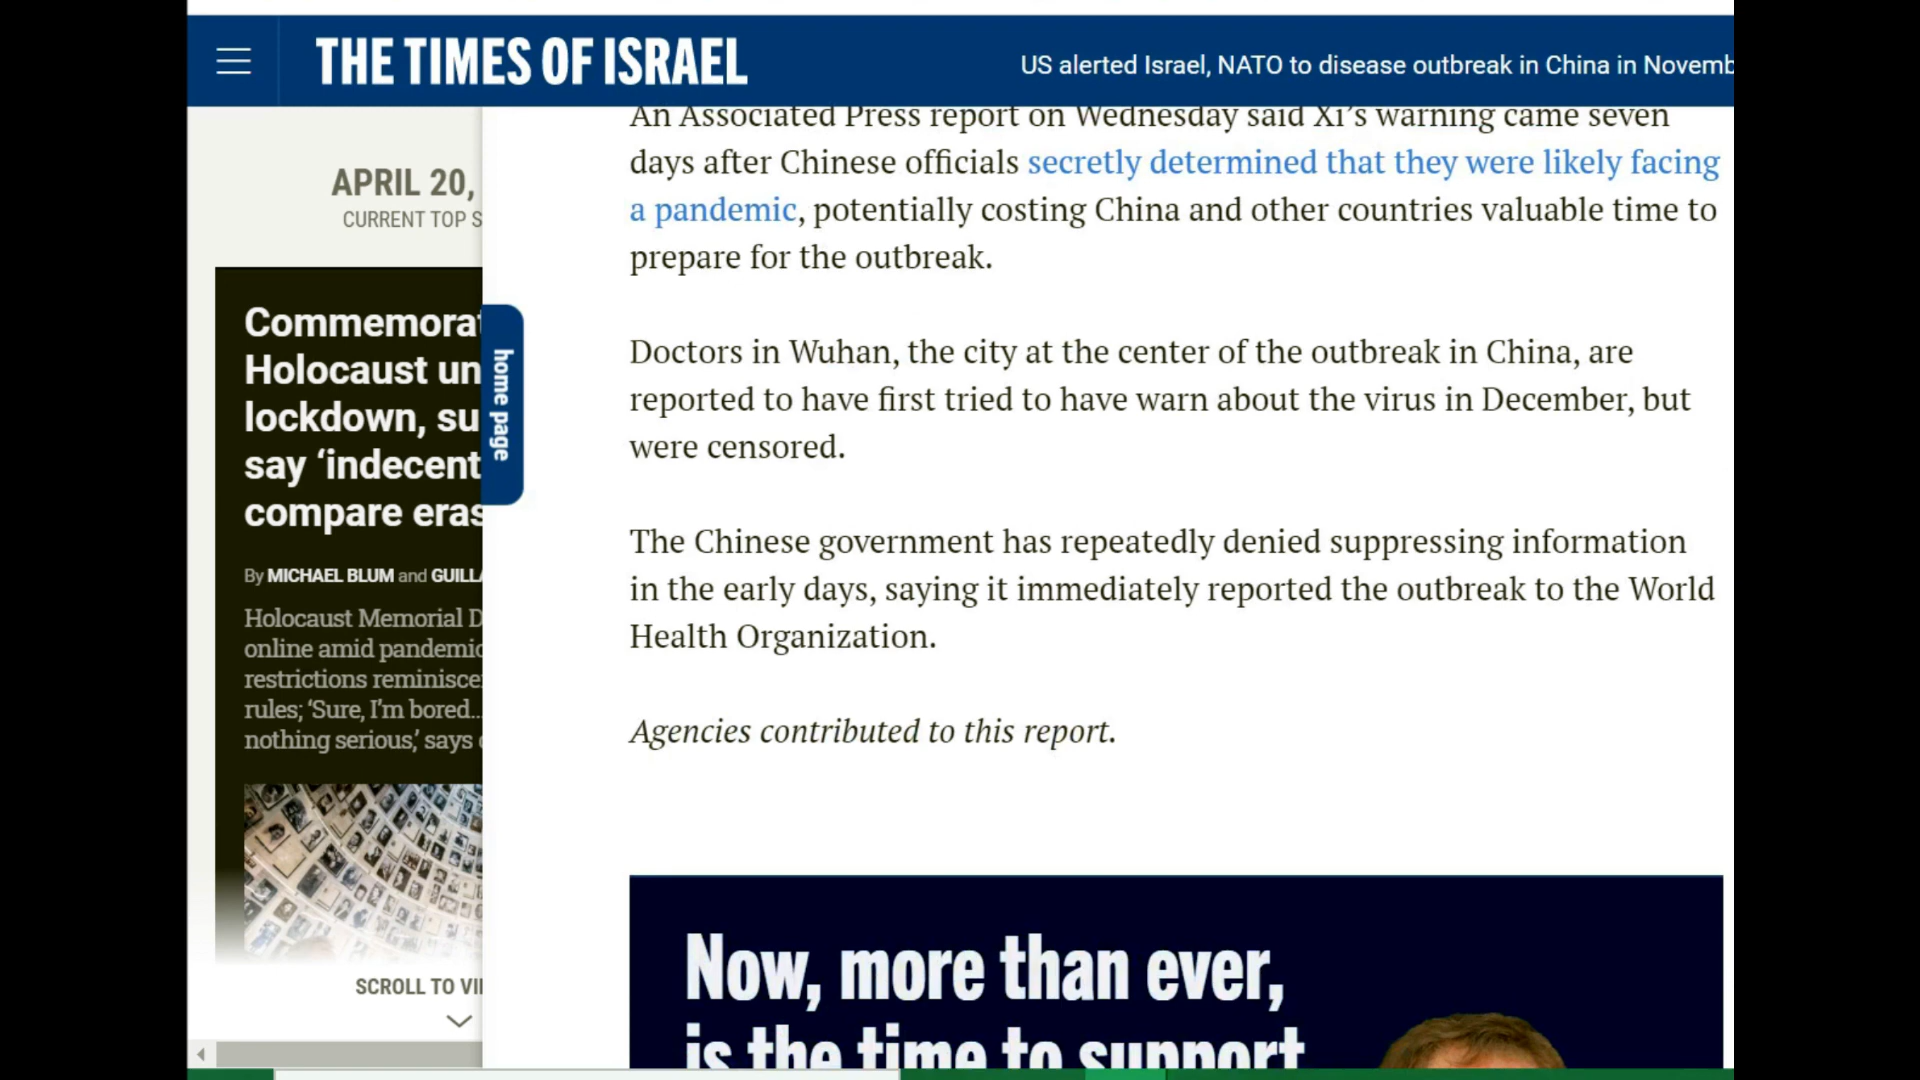 THE TIMES OF ISRAEL
US alerted Israel, NATO to disease outbreak in China in Novemb
An Associated Press report on Wednesday said Xi's warning came seven
days after Chinese officials secretly determined that they were likely facing
a pandemic, potentially costing China and other countries valuable time to
prepare for the outbreak.
Doctors in Wuhan, the city at the center of the outbreak in China, are
reported to have first tried to have warn about the virus in December, but
were censored.
The Chinese government has repeatedly denied suppressing information
in the early days, saying it immediately reported the outbreak to the World
Health Organization.
Agencies contributed to this report.
APRIL 20,
CURRENT TOP S
Commemorat
Holocaust un
lockdown, su
say ‘indecent
compare eras
By MICHAEL BLUM and GUILLA
Holocaust Memorial D
online amid pandemic
restrictions reminisce
rules; ‘Sure, I'm bored...
nothing serious,’ says
SCROLL TO VI
home page
Now, more than ever,
is the time to support